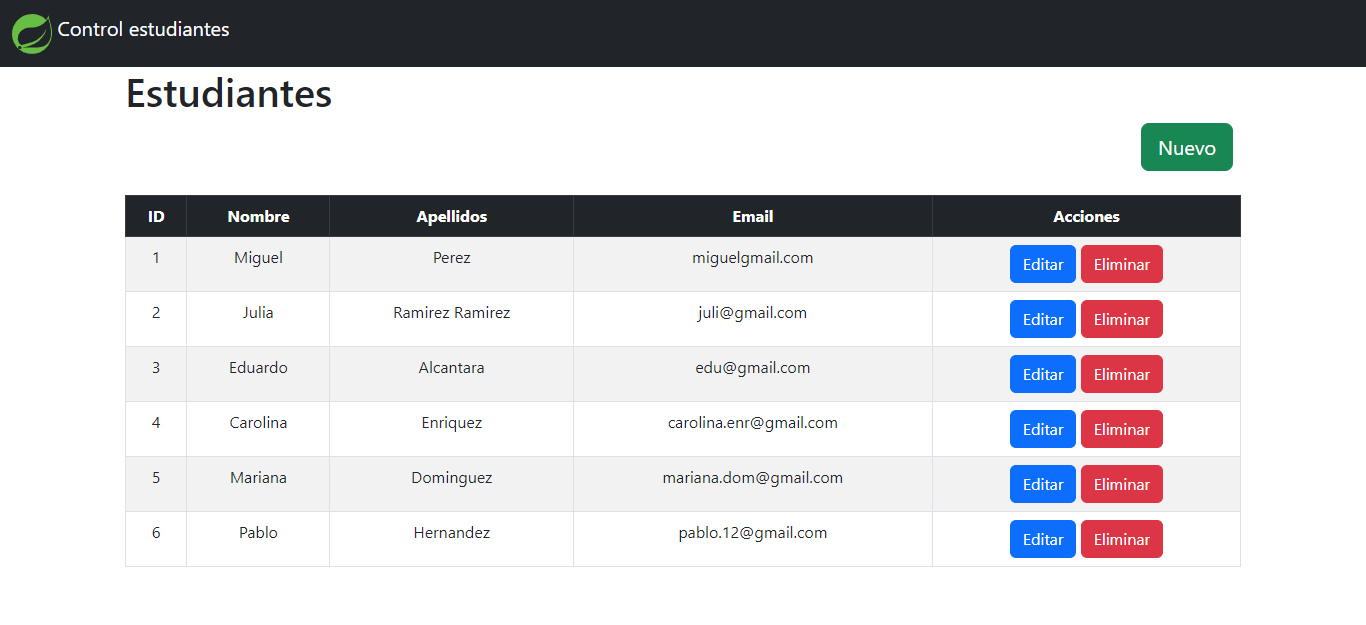 Control estudiantes
Estudiantes
Nuevo
ID Nombre Apellidos Email Acciones
1 Miguel Perez miguelgmail.com Editar Eliminar
2 Julia Ramirez Ramirez juli@gmail.com Editar Eliminar
3 Eduardo Alcantara edu@gmail.com Editar Eliminar
4 Carolina Enriquez carolina.enr@gmail.com Editar Eliminar
5 Mariana Dominguez mariana.dom@gmail.com Editar Eliminar
6 Pablo Hernandez pablo.12@gmail.com Editar Eliminar